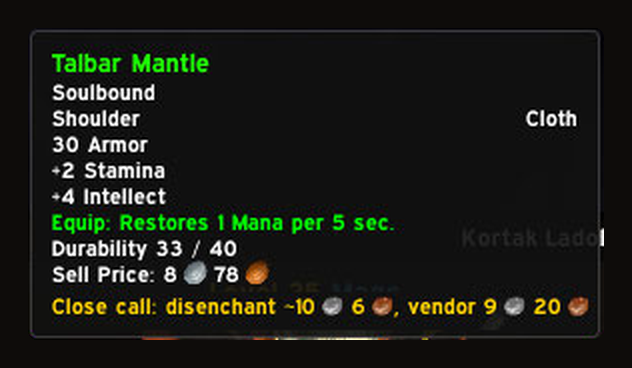 Talbar Mantle
Soulbound
Shoulder Cloth
30 Armor
+2 Stamina
+4 Intellect
Equip: Restores 1 Mana per 5 sec.
Kortak
Durability 33 / 40
Sell Price: 8 78
Close call: disenchant ~10 6, vendor 9 20